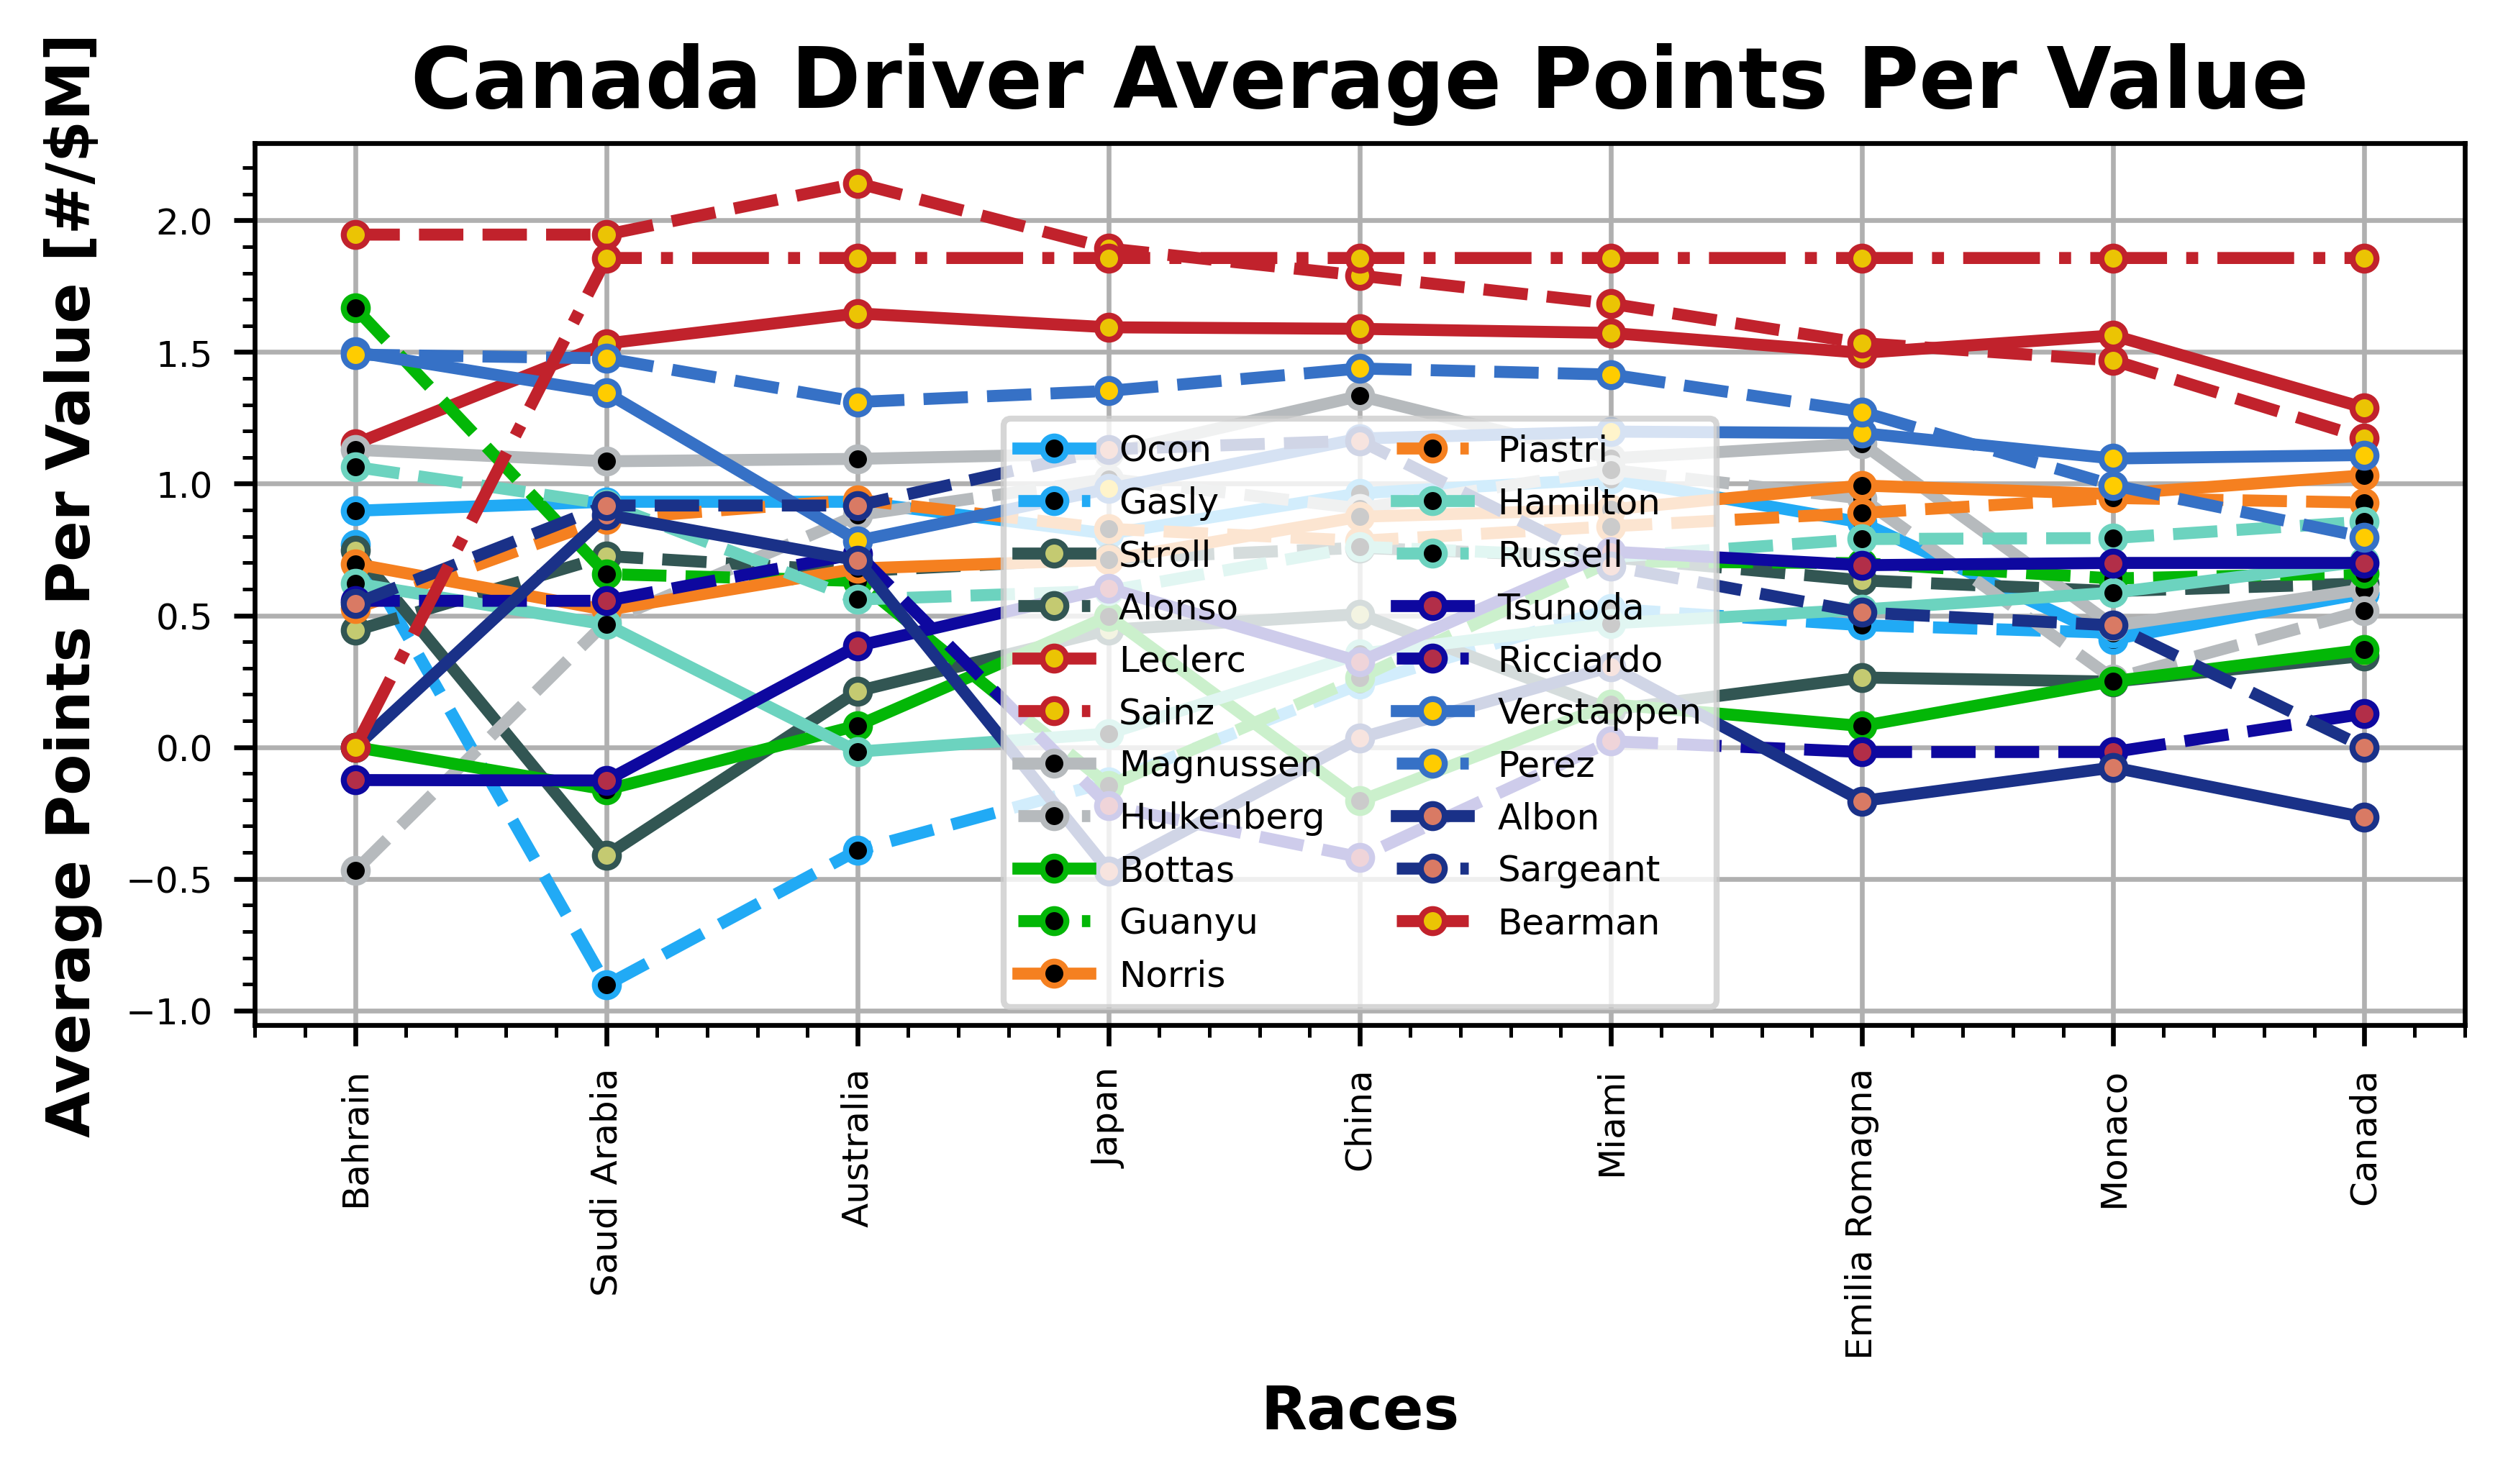 Canada Driver Average Points Per Value
Average Points Per Value [#/$M]
2.0
1.5
1.0
0.5
0.0
−0.5
−1.0
Ocon
Gasly
Stroll
Alonso
Leclerc
Sainz
Magnussen
Hulkenberg
Bottas
Guanyu
Norris
Piastri
Hamilton
Russell
Tsunoda
Ricciardo
Verstappen
Perez
Albon
Sargeant
Bearman
Bahrain
Saudi Arabia
Australia
Japan
China
Miami
Emilia Romagna
Monaco
Canada
Races